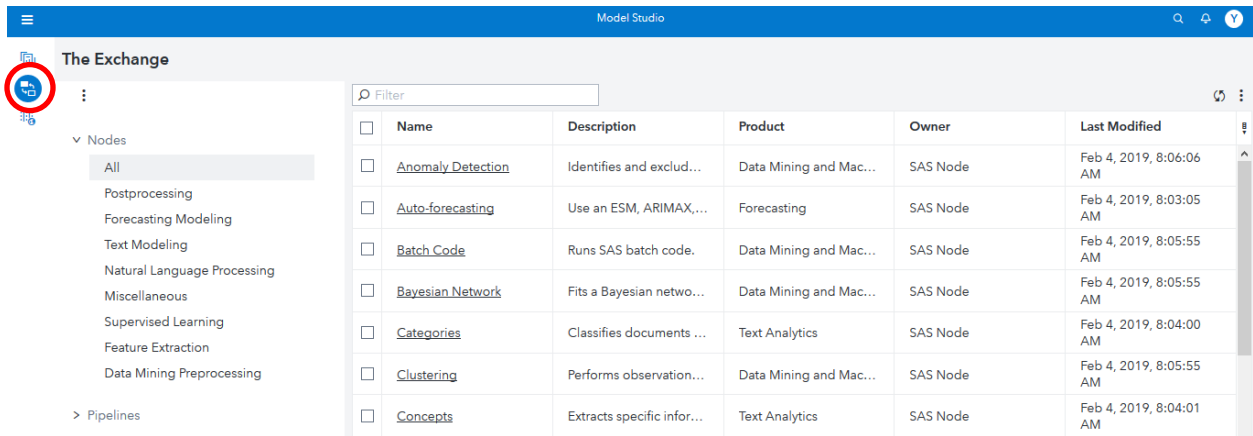 Model Studio
Y
The Exchange
Filter
Nodes
All
Postprocessing
Forecasting Modeling
Text Modeling
Natural Language Processing
Miscellaneous
Supervised Learning
Feature Extraction
Data Mining Preprocessing
Pipelines
Name Description Product Owner Last Modified
Anomaly Detection Identifies and exclud... Data Mining and Mac... SAS Node Feb 4, 2019, 8:06:06
AM
Auto-forecasting Use an ESM, ARIMAX,... Forecasting SAS Node Feb 4, 2019, 8:03:05
AM
Batch Code Runs SAS batch code. Data Mining and Mac... SAS Node Feb 4, 2019, 8:05:55
AM
Bayesian Network Fits a Bayesian netwo... Data Mining and Mac... SAS Node Feb 4, 2019, 8:05:55
AM
Categories Classifies documents ... Text Analytics SAS Node Feb 4, 2019, 8:04:00
AM
Clustering Performs observation... Data Mining and Mac... SAS Node Feb 4, 2019, 8:05:55
AM
Concepts Extracts specific infor... Text Analytics SAS Node Feb 4, 2019, 8:04:01
AM